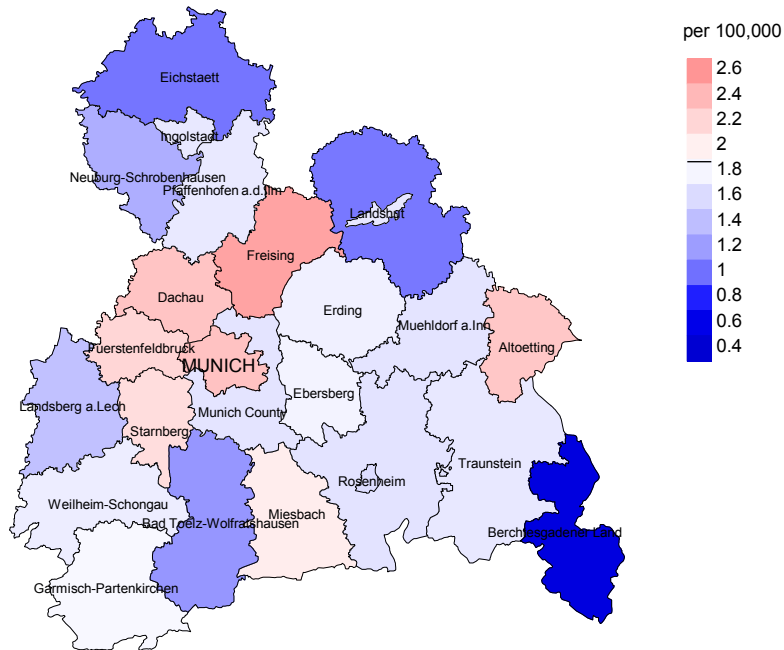 per 100,000
2.6
2.4
2.2
2
1.8
1.6
1.4
1.2
1
0.8
0.6
0.4
Eichstaett
Ingolstadt
Neuburg-Schrobenhausen
Pfaffenhofen a.d.Ilm
Landshst
Freising
Dachau
Erding
Muehldorf a.Inn
Fuerstenfeldbruck
Altoetting
MUNICH
Ebersberg
Landsberg a.Lech
Munich County
Starnberg
Traunstein
Rosenheim
Weilheim-Schongau
Miesbach
Bad Toelz-Wolfratshausen
Berchtesgadener Land
Garmisch-Partenkirchen